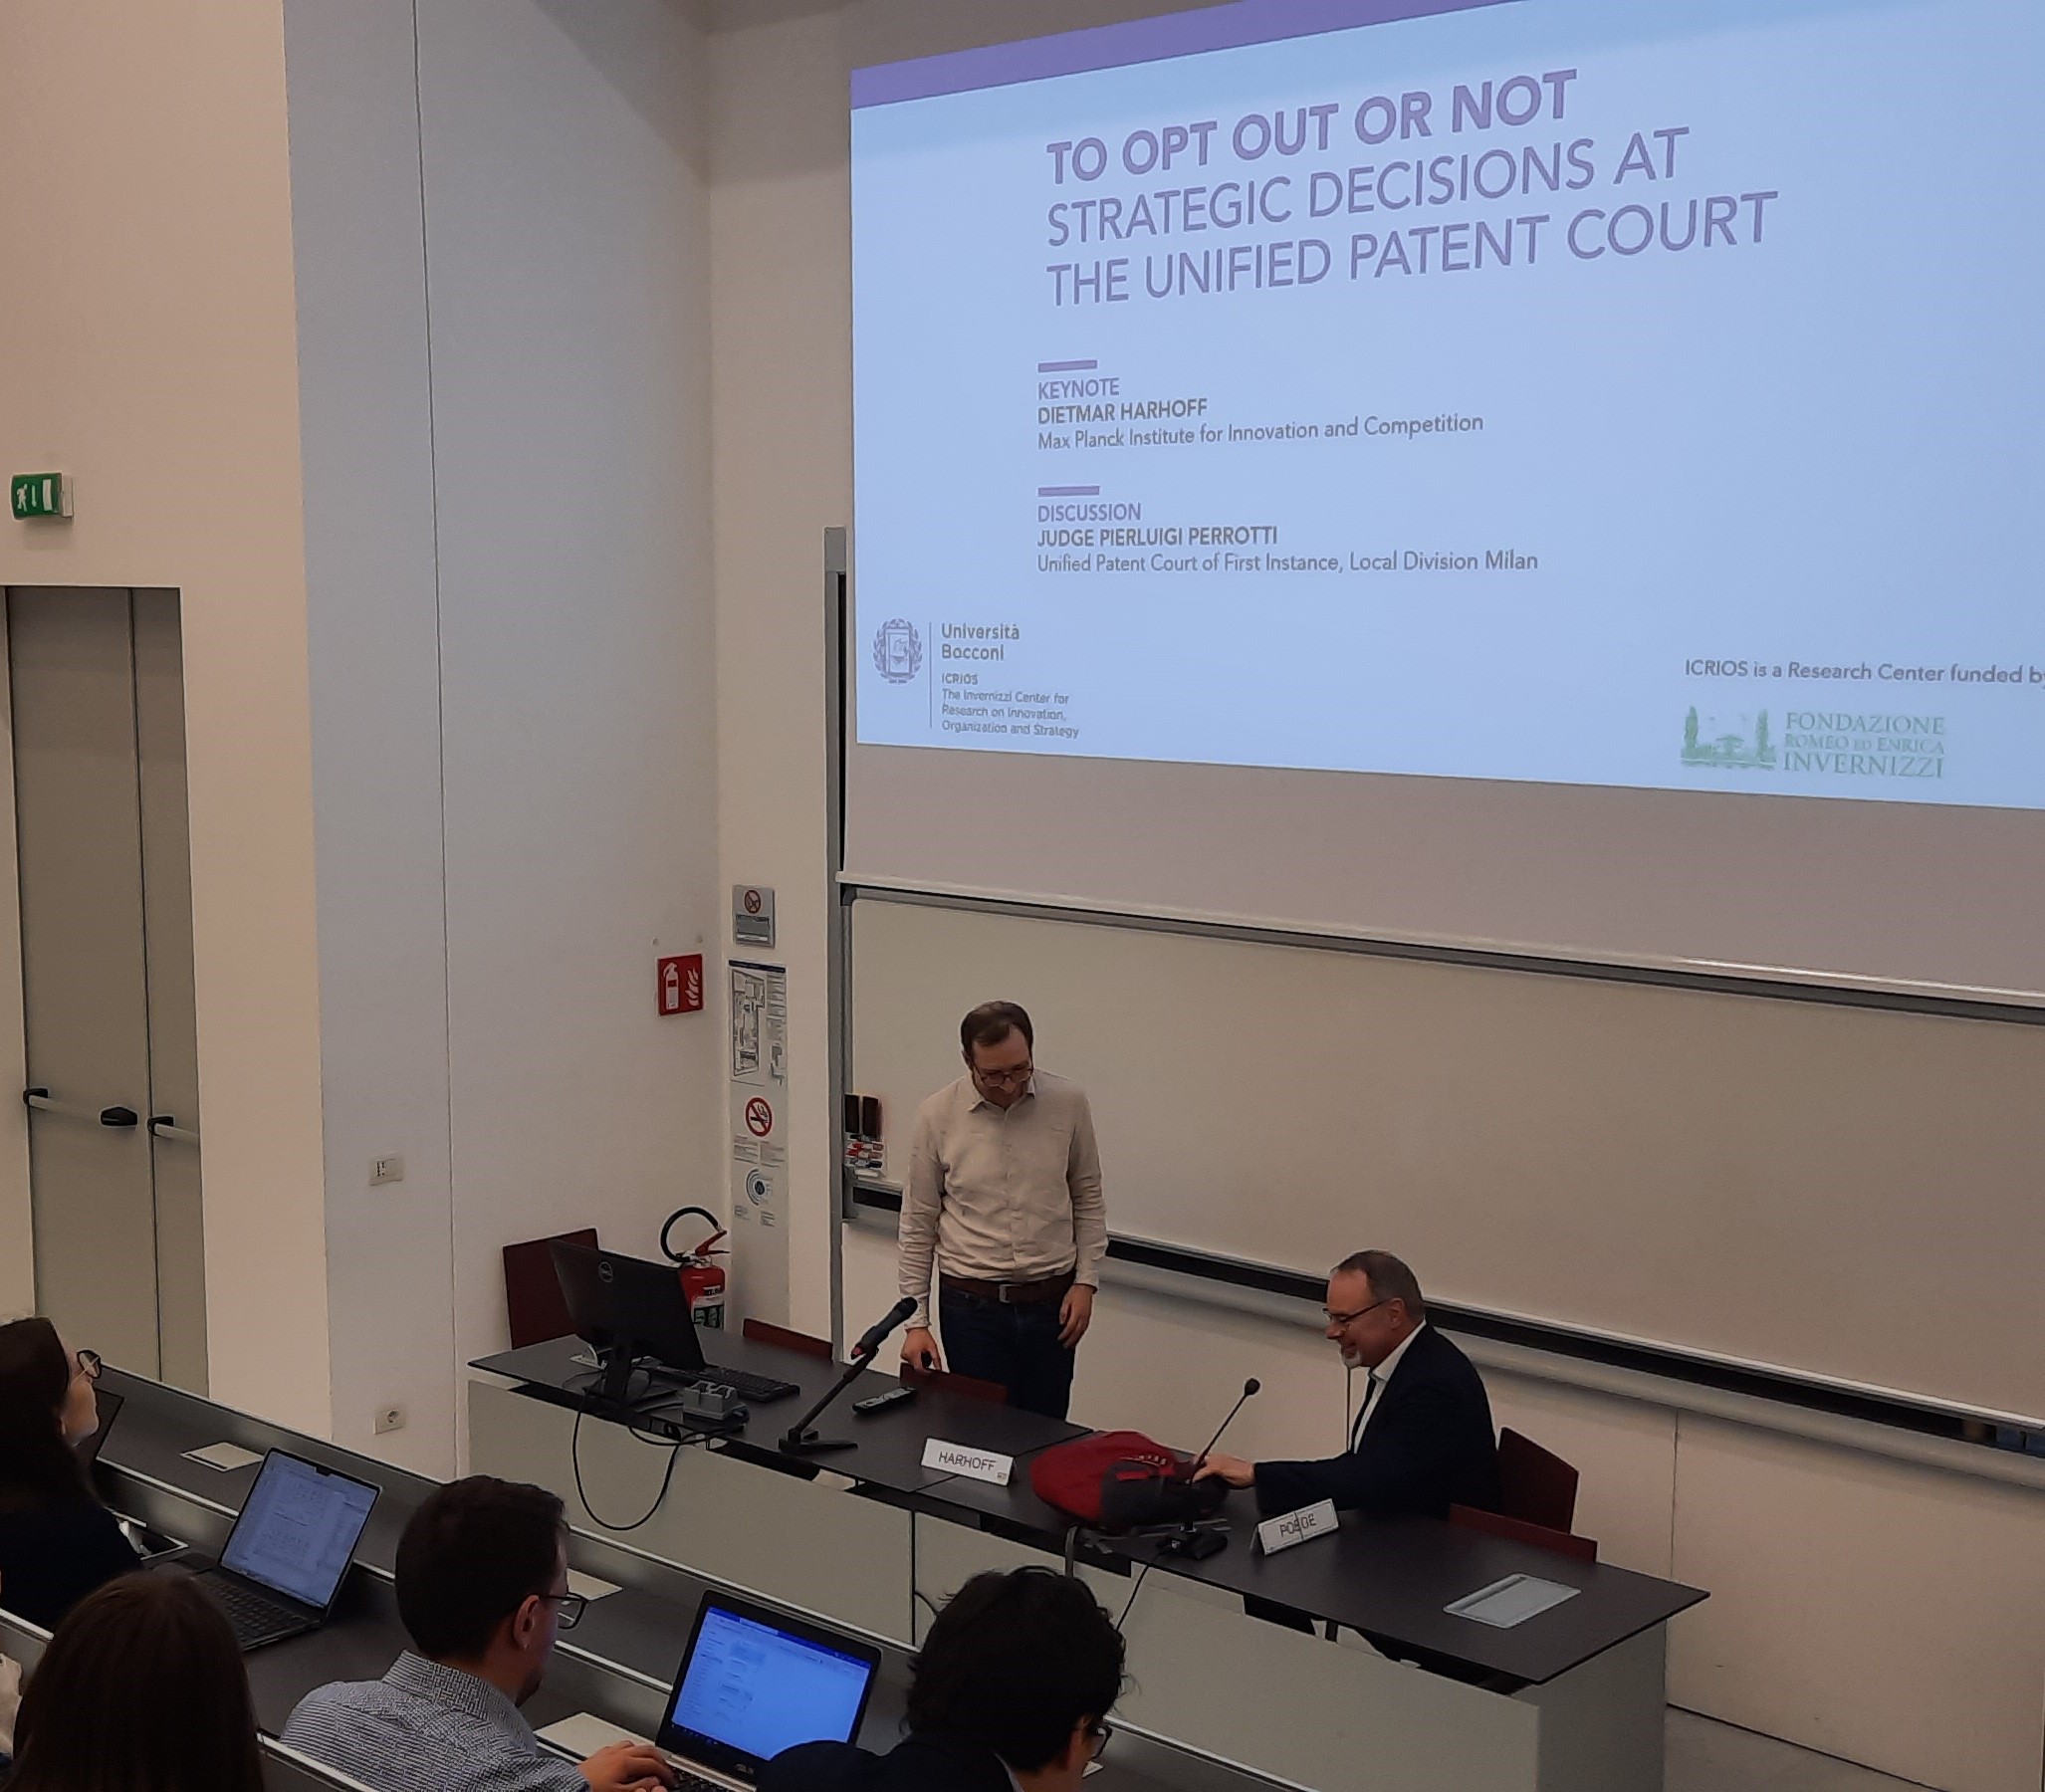 TO OPT OUT OR NOT
STRATEGIC DECISIONS AT
THE UNIFIED PATENT COURT
KEYNOTE
DIETMAR HARHOFF
Max Planck Institute for Innovation and Competition
DISCUSSION
JUDGE PIERLUIGI PERROTTI
Unified Patent Court of First Instance, Local Division Milan
Università
Bocconi
ICRIOS
The Invernizzi Center for
Research on Innovation,
Organization and Strategy
ICRIOS is a Research Center funded by
FONDAZIONE
ROMEO ED ENRICA
INVERNIZZI
DELL
HARHOFF
ASUS